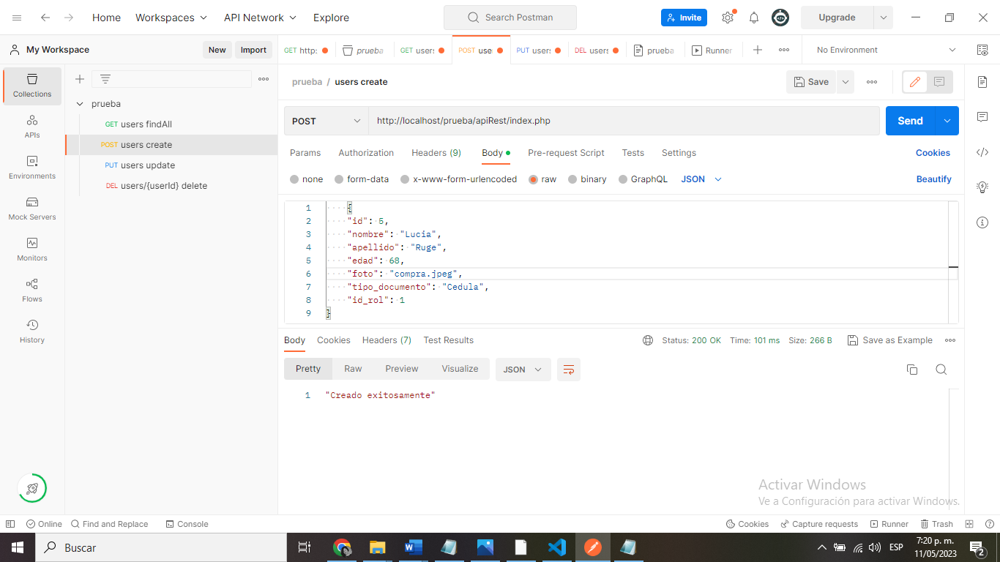 Home Workspaces API Network Explore Search Postman Invite Upgrade
My Workspace New Import GET http: prueba GET users POST use PUT users DEL users prueba Runner No Environment
Collections
APIs
Environments
Mock Servers
Monitors
Flows
History
prueba
GET users findAll
POST users create
PUT users update
DEL users/{userId} delete
prueba / users create Save
POST http://localhost/prueba/apiRest/index.php Send
Params Authorization Headers (9) Body Pre-request Script Tests Settings Cookies
none form-data x-www-form-urlencoded raw binary GraphQL JSON Beautify
1 {
2 "id": 5,
3 "nombre": "Lucia",
4 "apellido": "Ruge",
5 "edad": 68,
6 "foto": "compra.jpeg",
7 "tipo_documento": "Cedula",
8 "id_rol": 1
9 }
Body Cookies Headers (7) Test Results Status: 200 OK Time: 101 ms Size: 266 B Save as Example
Pretty Raw Preview Visualize JSON
1 "Creado exitosamente"
Activar Windows
Ve a Configuración para activar Windows.
Online Find and Replace Console Cookies Capture requests Runner Trash
Buscar ESP 7:20 p. m.
11/05/2023 2